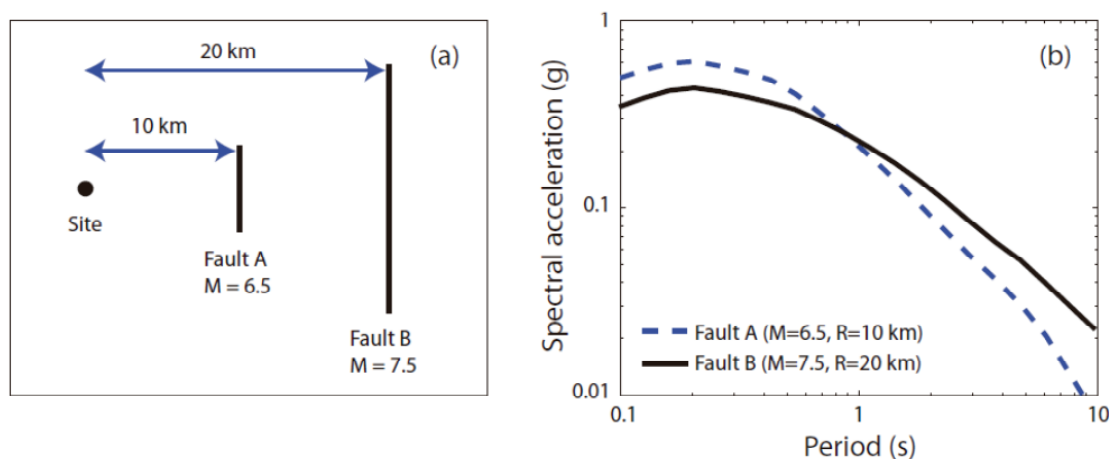 (a)
20 km
10 km
Site
Fault A
M = 6.5
Fault B
M = 7.5
(b)
Spectral acceleration (g)
1
0.1
0.01
Fault A (M=6.5, R=10 km)
Fault B (M=7.5, R=20 km)
0.1
1
10
Period (s)